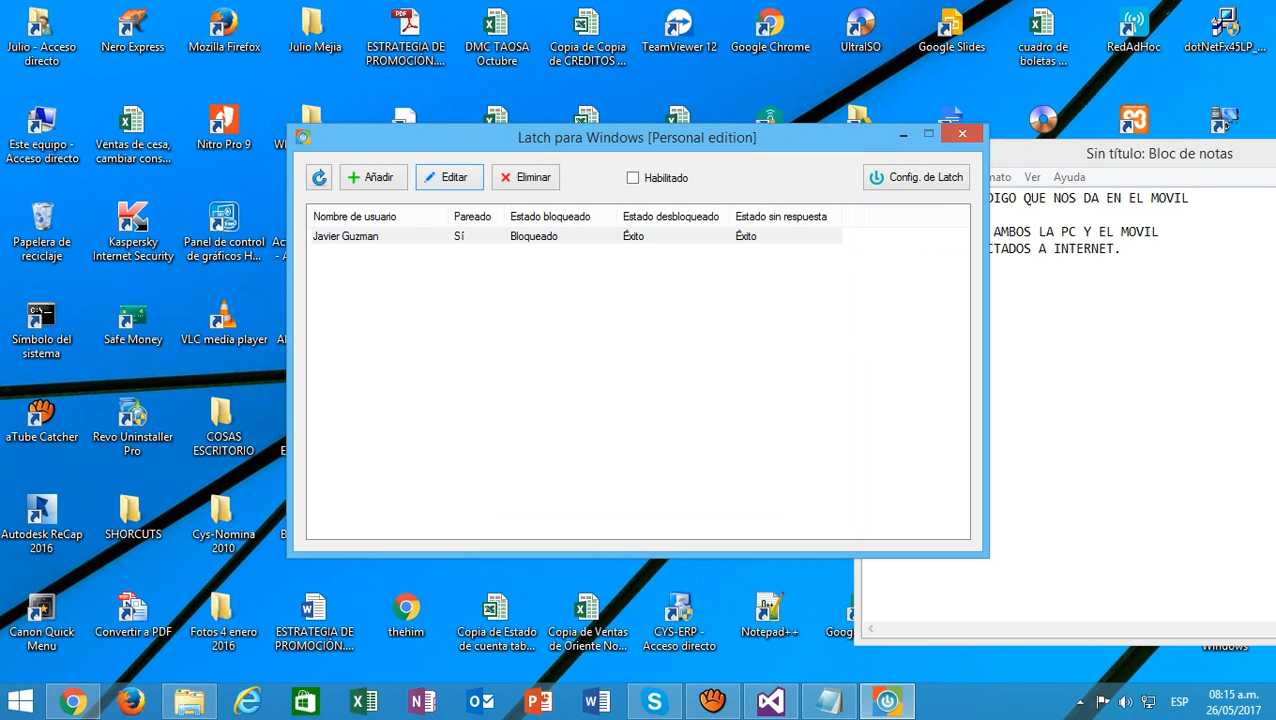 Julio - Acceso
directo
Nero Express
Mozilla Firefox
Julio Mejia
ESTRATEGIA DE
PROMOCIÓN....
DMC TAOSA
Octubre
Copia de Copia
de CREDITOS ...
TeamViewer 12
Google Chrome
UltraISO
Google Slides
cuadro de
boletas ...
RedAdHoc
dotNetFx45LP_...
Este equipo -
Acceso directo
Ventas de cesa,
cambiar cons...
Nitro Pro 9
Latch para Windows [Personal edition]
Añadir
Editar
Eliminar
Habilitado
Config. de Latch
Nombre de usuario
Pareado
Estado bloqueado
Estado desbloqueado
Estado sin respuesta
Javier Guzman
Sí
Bloqueado
Éxito
Éxito
Sin título: Bloc de notas
nato
Ver
Ayuda
DIGO QUE NOS DA EN EL MOVIL
AMBOS LA PC Y EL MOVIL
CTADOS A INTERNET.
Papelera de
reciclaje
Kaspersky
Internet Security
Panel de control
de gráficos H...
Símbolo del
sistema
Safe Money
VLC media player
aTube Catcher
Revo Uninstaller
Pro
COSAS
ESCRITORIO
Autodesk ReCap
2016
SHORCUTS
Cys-Nomina
2010
Canon Quick
Menu
Convertir a PDF
Fotos 4 enero
2016
ESTRATEGIA DE
PROMOCIÓN....
thehim
Copia de Estado
de cuenta tab...
Copia de Ventas
de Oriente No...
CYS-ERP -
Acceso directo
Notepad++
Goog
Windows
ESP
08:15 a.m.
26/05/2017